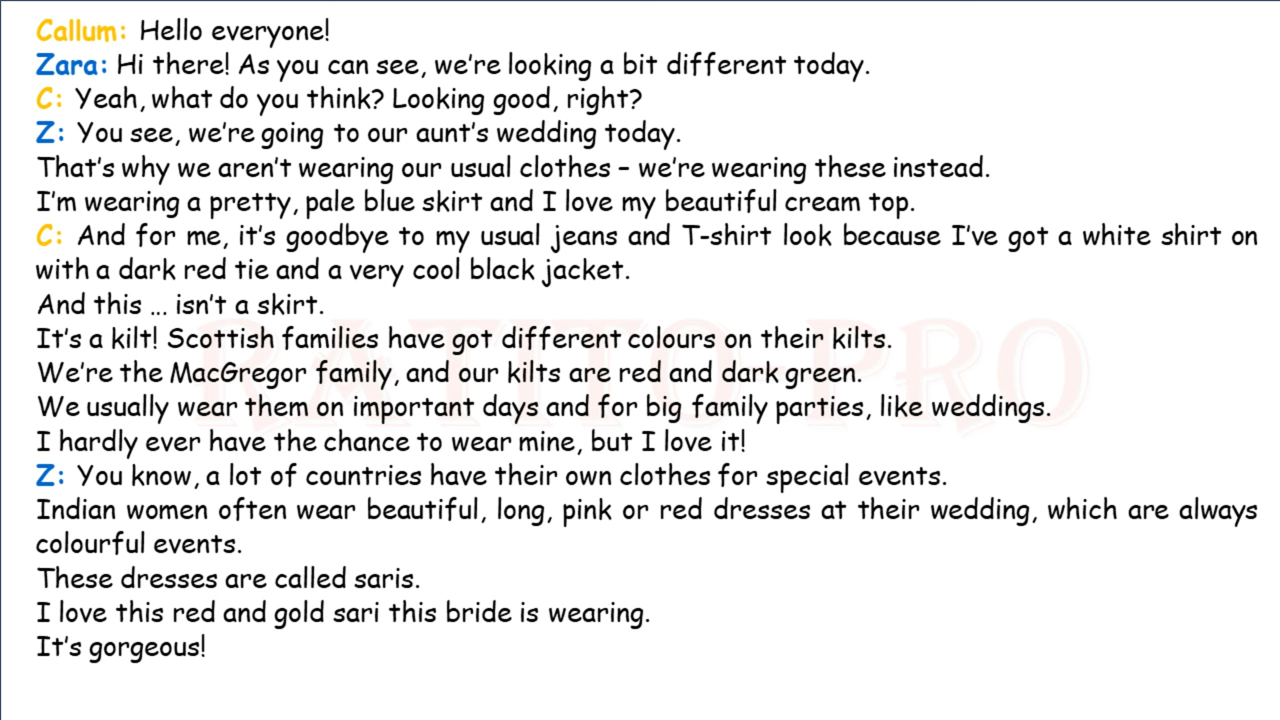 Callum: Hello everyone!
Zara: Hi there! As you can see, we're looking a bit different today.
C: Yeah, what do you think? Looking good, right?
Z: You see, we're going to our aunt's wedding today.
That's why we aren't wearing our usual clothes – we're wearing these instead.
I'm wearing a pretty, pale blue skirt and I love my beautiful cream top.
C: And for me, it's goodbye to my usual jeans and T-shirt look because I've got a white shirt on
with a dark red tie and a very cool black jacket.
And this … isn't a skirt.
It's a kilt! Scottish families have got different colours on their kilts.
We're the MacGregor family, and our kilts are red and dark green.
We usually wear them on important days and for big family parties, like weddings.
I hardly ever have the chance to wear mine, but I love it!
Z: You know, a lot of countries have their own clothes for special events.
Indian women often wear beautiful, long, pink or red dresses at their wedding, which are always
colourful events.
These dresses are called saris.
I love this red and gold sari this bride is wearing.
It's gorgeous!
RATITO PRO